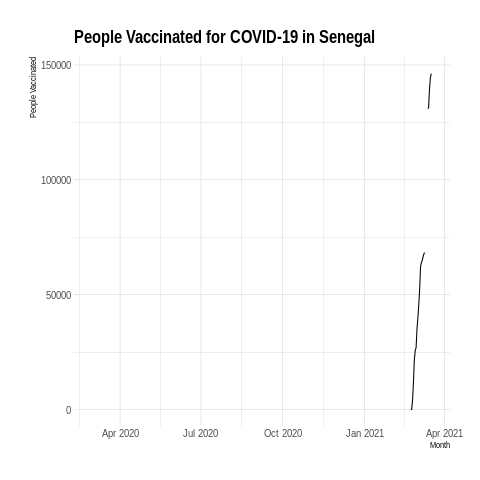 People Vaccinated for COVID-19 in Senegal
People Vaccinated
150000
100000
50000
0
Apr 2020 Jul 2020 Oct 2020 Jan 2021 Apr 2021
Month